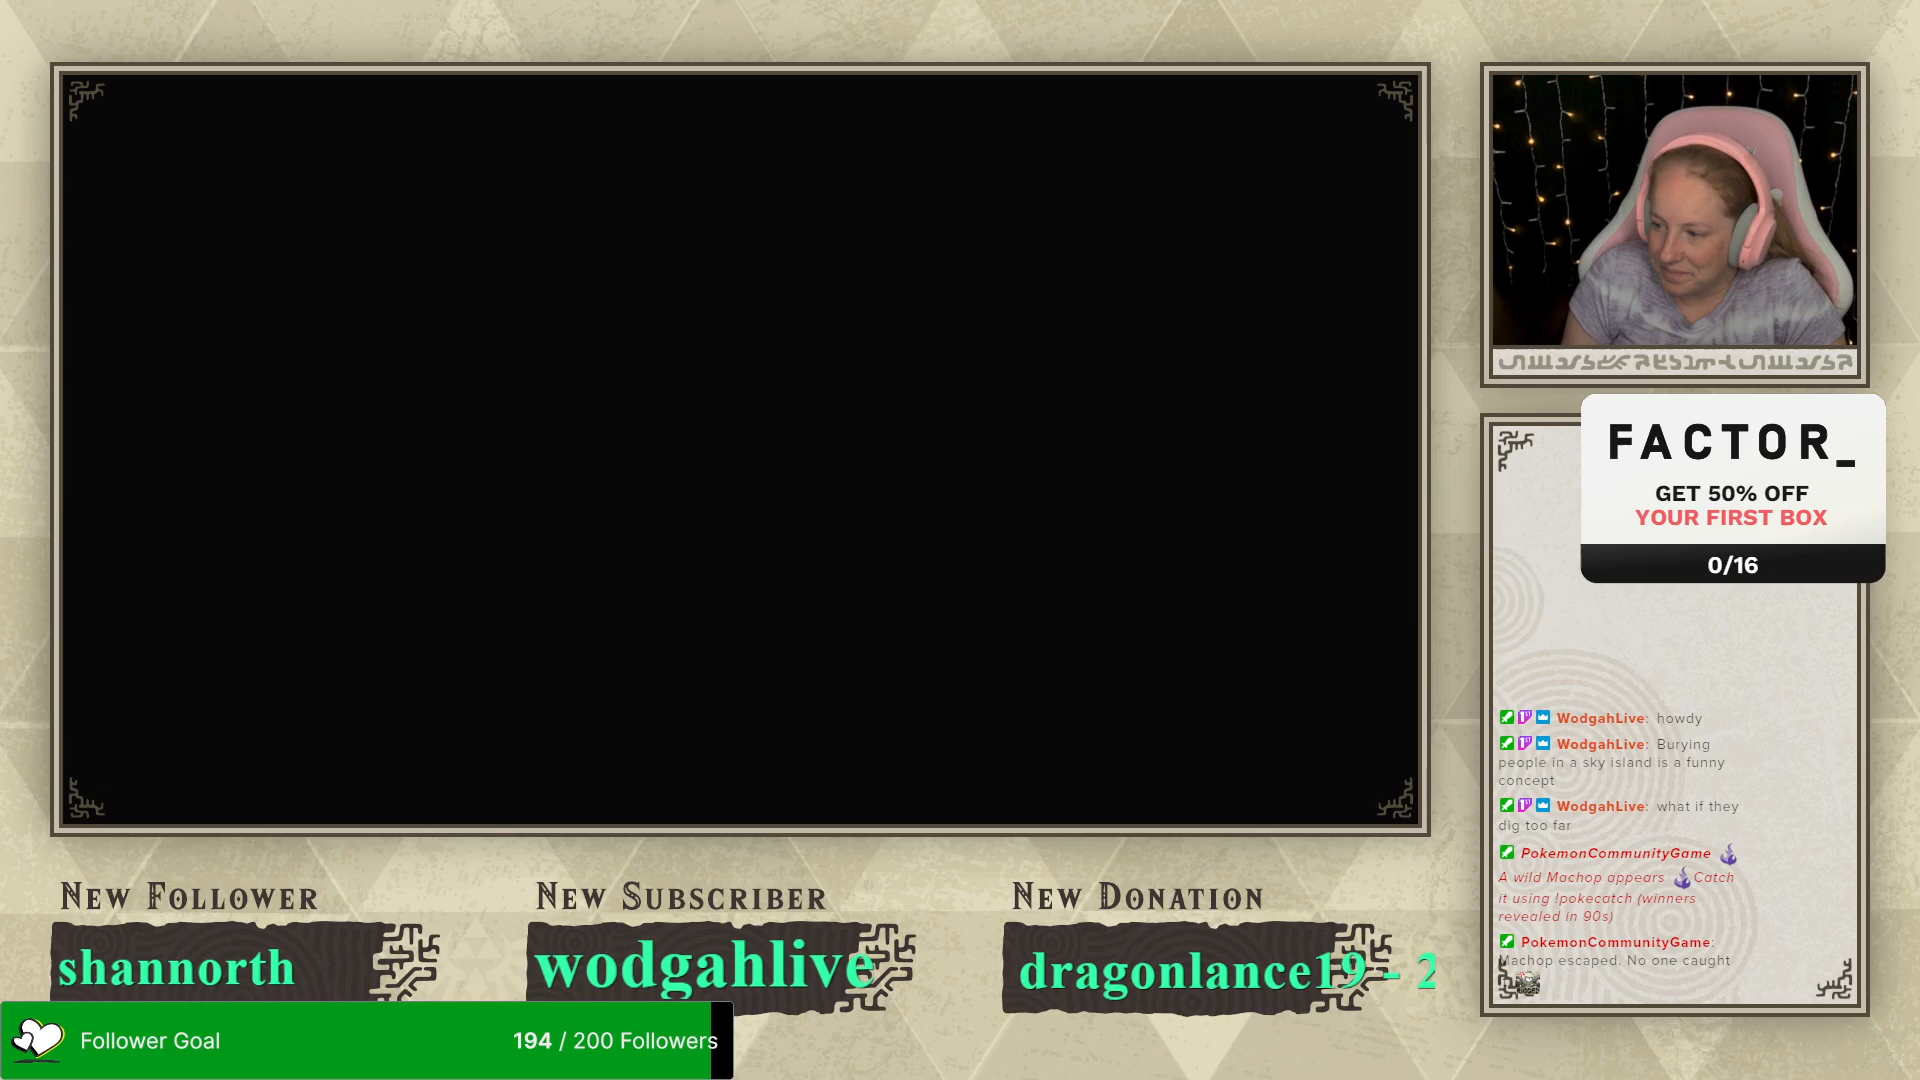 FACTOR_
GET 50% OFF
YOUR FIRST BOX
0/16
WodgahLive: howdy
WodgahLive: Burying
people in a sky island is a funny
concept
WodgahLive: what if they
dig too far
PokemonCommunityGame
A wild Machop appears Catch
it using !pokecatch (winners
revealed in 90s)
PokemonCommunityGame:
Machop escaped. No one caught
New Follower
shannorth
New Subscriber
wodgahlive
New Donation
dragonlance19 - 2
Follower Goal
194 / 200 Followers